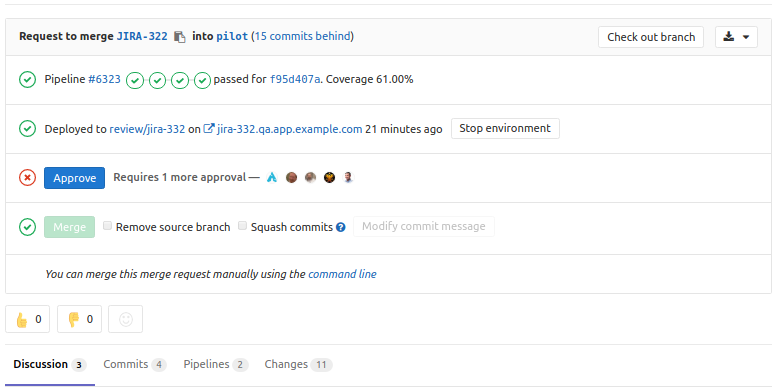 Request to merge JIRA-322 into pilot (15 commits behind) Check out branch
Pipeline #6323 passed for f95d407a. Coverage 61.00%
Deployed to review/jira-332 on jira-332.qa.app.example.com 21 minutes ago Stop environment
Approve Requires 1 more approval —
Merge Remove source branch Squash commits ? Modify commit message
You can merge this merge request manually using the command line
0 0
Discussion 3 Commits 4 Pipelines 2 Changes 11